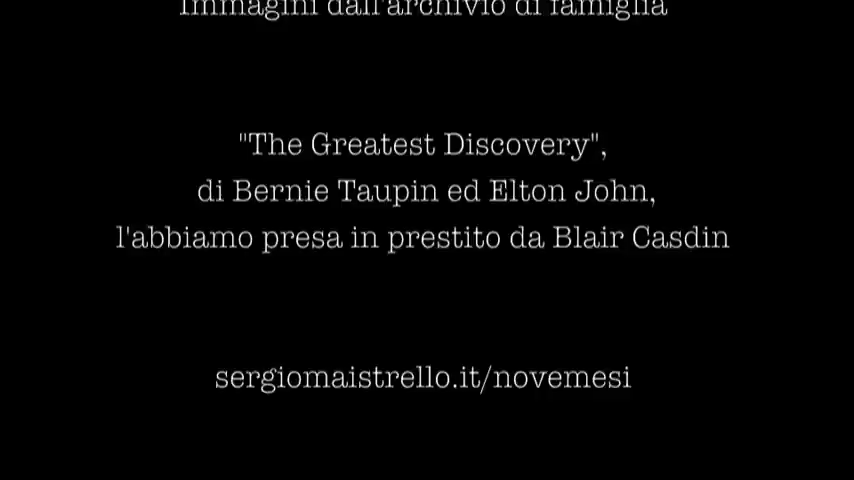 Immagini dall'archivio di famiglia
"The Greatest Discovery",
di Bernie Taupin ed Elton John,
l'abbiamo presa in prestito da Blair Casdin
sergiomaistrello.it/novemesi